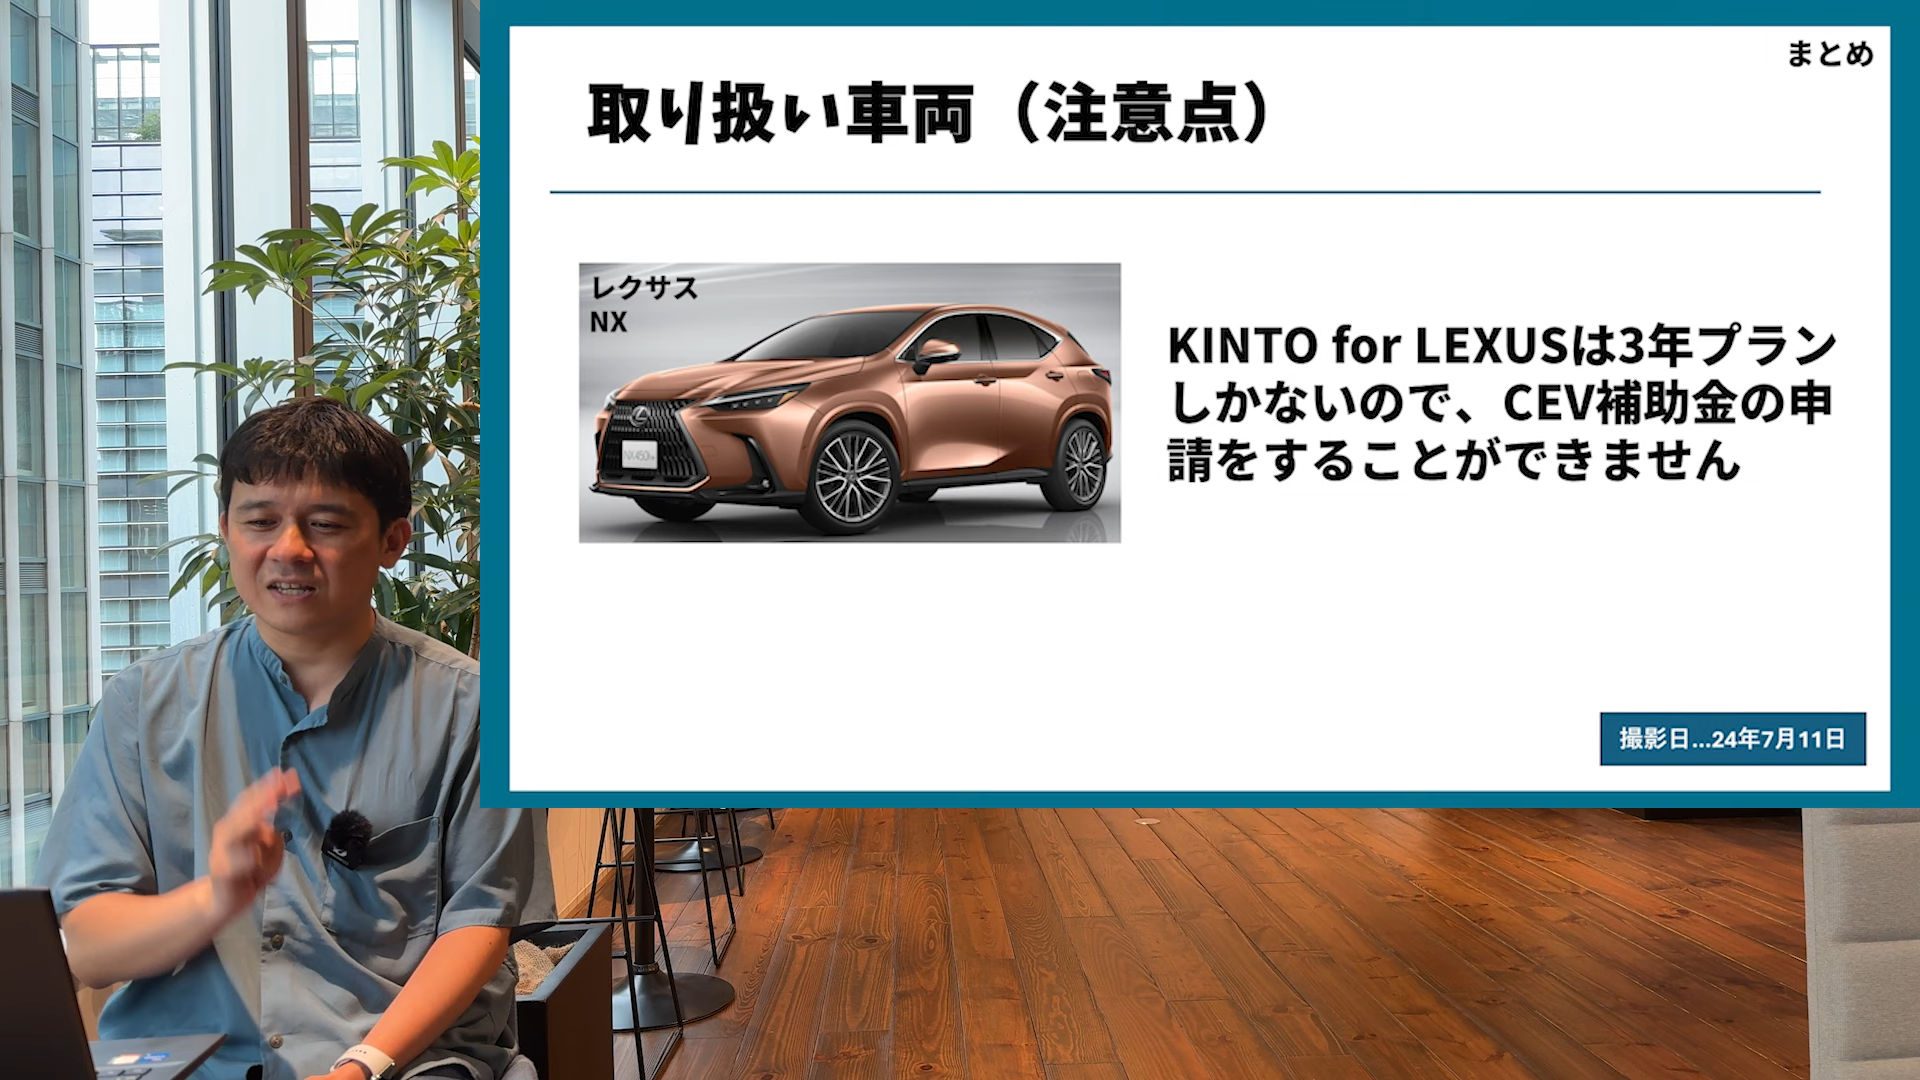 まとめ
取り扱い車両（注意点）
レクサス
NX
NX450h+
KINTO for LEXUSは3年プラン
しかないので、CEV補助金の申
請をすることができません
撮影日...24年7月11日